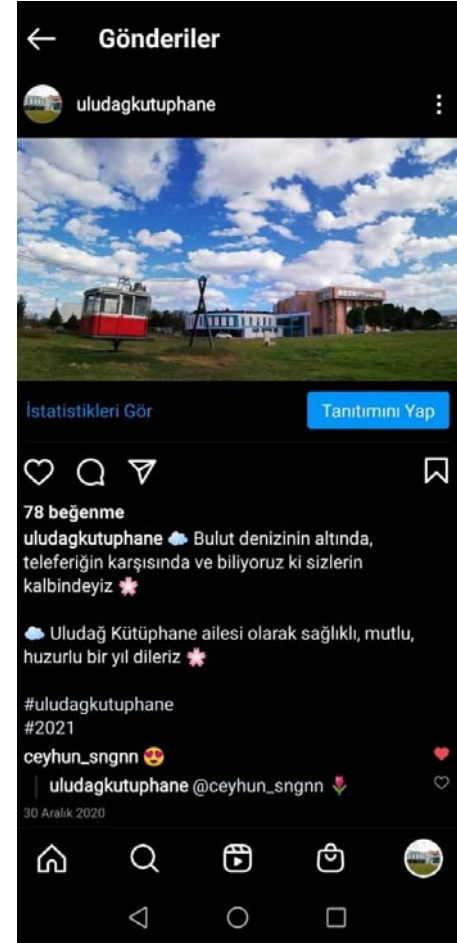 Gönderiler
uludagkutuphane
İstatistikleri Gör
Tanıtımını Yap
78 beğenme
uludagkutuphane ☁️ Bulut denizinin altında,
teleferiğin karşısında ve biliyoruz ki sizlerin
kalbindeyiz 🌸
☁️ Uludağ Kütüphane ailesi olarak sağlıklı, mutlu,
huzurlu bir yıl dileriz 🌸
#uludagkutuphane
#2021
ceyhun_sngnn 😍
uludagkutuphane @ceyhun_sngnn 🌷
30 Aralık 2020